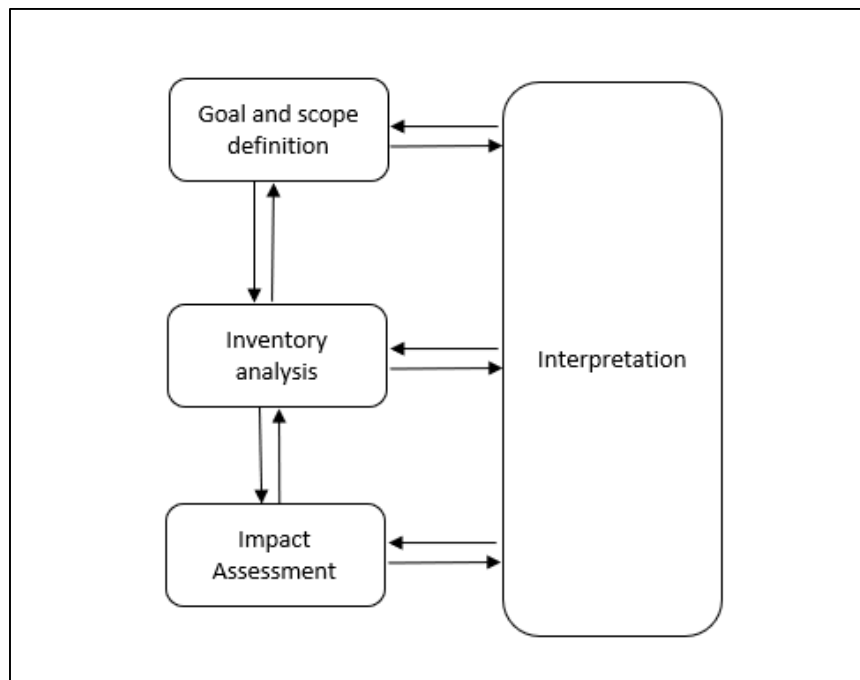 Goal and scope
definition
Inventory
analysis
Interpretation
Impact
Assessment